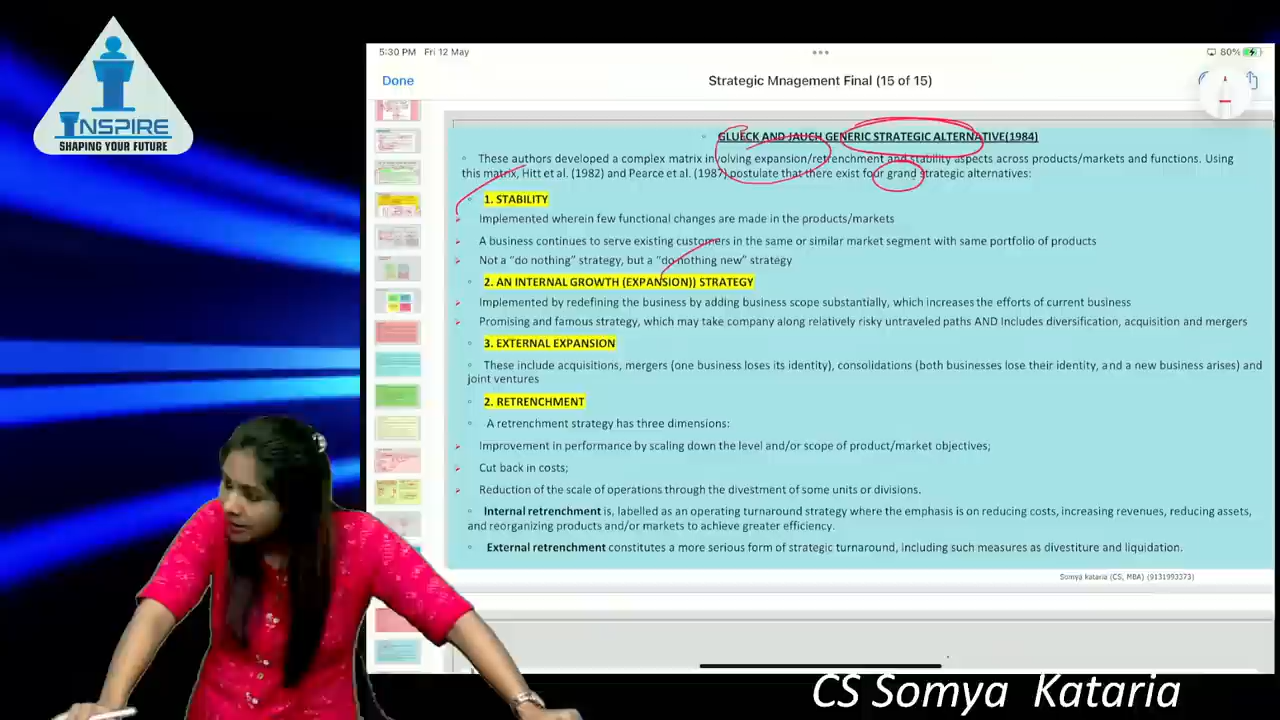 INSPIRE
SHAPING YOUR FUTURE
5:30 PM Fri 12 May
80%
Done
Strategic Mnagement Final (15 of 15)
GLUECK AND JAUCH GENERIC STRATEGIC ALTERNATIVE(1984)
These authors developed a complex matrix involving expansion/retrenchment and stability aspects across products/markets and functions. Using
this matrix, Hitt et al. (1982) and Pearce et al. (1987) postulate that there exist four grand strategic alternatives:
1. STABILITY
Implemented wherein few functional changes are made in the products/markets
A business continues to serve existing customers in the same or similar market segment with same portfolio of products
Not a “do nothing” strategy, but a “do nothing new” strategy
2. AN INTERNAL GROWTH (EXPANSION)) STRATEGY
Implemented by redefining the business by adding business scope substantially, which increases the efforts of current business
Promising and famous strategy, which may take company along relatively risky untraveled paths AND Includes diversification, acquisition and mergers
3. EXTERNAL EXPANSION
These include acquisitions, mergers (one business loses its identity), consolidations (both businesses lose their identity, and a new business arises) and
joint ventures
2. RETRENCHMENT
A retrenchment strategy has three dimensions:
Improvement in performance by scaling down the level and/or scope of product/market objectives;
Cut back in costs;
Reduction of the scale of operations through the divestment of some units or divisions.
Internal retrenchment is, labelled as an operating turnaround strategy where the emphasis is on reducing costs, increasing revenues, reducing assets,
and reorganizing products and/or markets to achieve greater efficiency.
External retrenchment constitutes a more serious form of strategic turnaround, including such measures as divestiture and liquidation.
Somya kataria (CS, MBA) (9131993373)
CS Somya Kataria